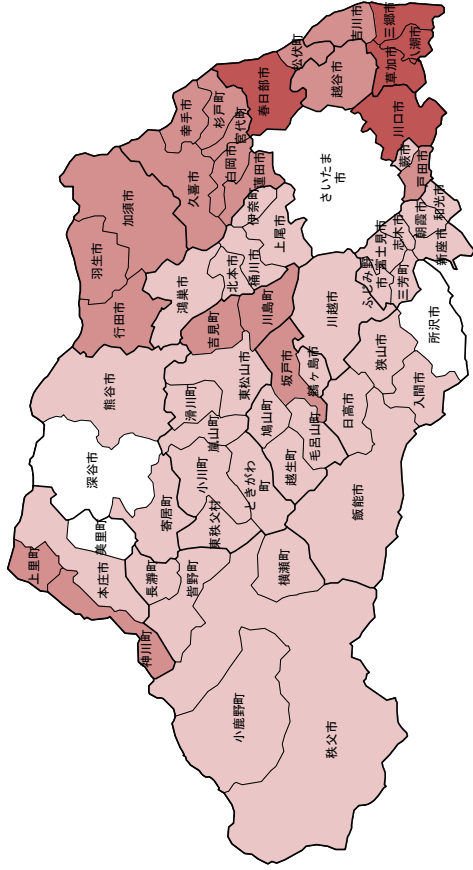 上里町
神川町
本庄市
美里町
深谷市
熊谷市
寄居町
長瀞町
皆野町
小鹿野町
秩父市
横瀬町
東秩父村
小川町
ときがわ
町
嵐山町
滑川町
東松山市
吉見町
川島町
鳩山町
越生町
毛呂山町
坂戸市
鶴ヶ島市
日高市
飯能市
入間市
狭山市
所沢市
川越市
ふじみ野
市
三芳町
富士見市
志木市
新座市
朝霞市
和光市
戸田市
蕨市
川口市
さいたま
市
上尾市
桶川市
北本市
伊奈町
鴻巣市
行田市
羽生市
加須市
久喜市
幸手市
杉戸町
宮代町
白岡市
蓮田市
春日部市
松伏町
越谷市
吉川市
三郷市
八潮市
草加市